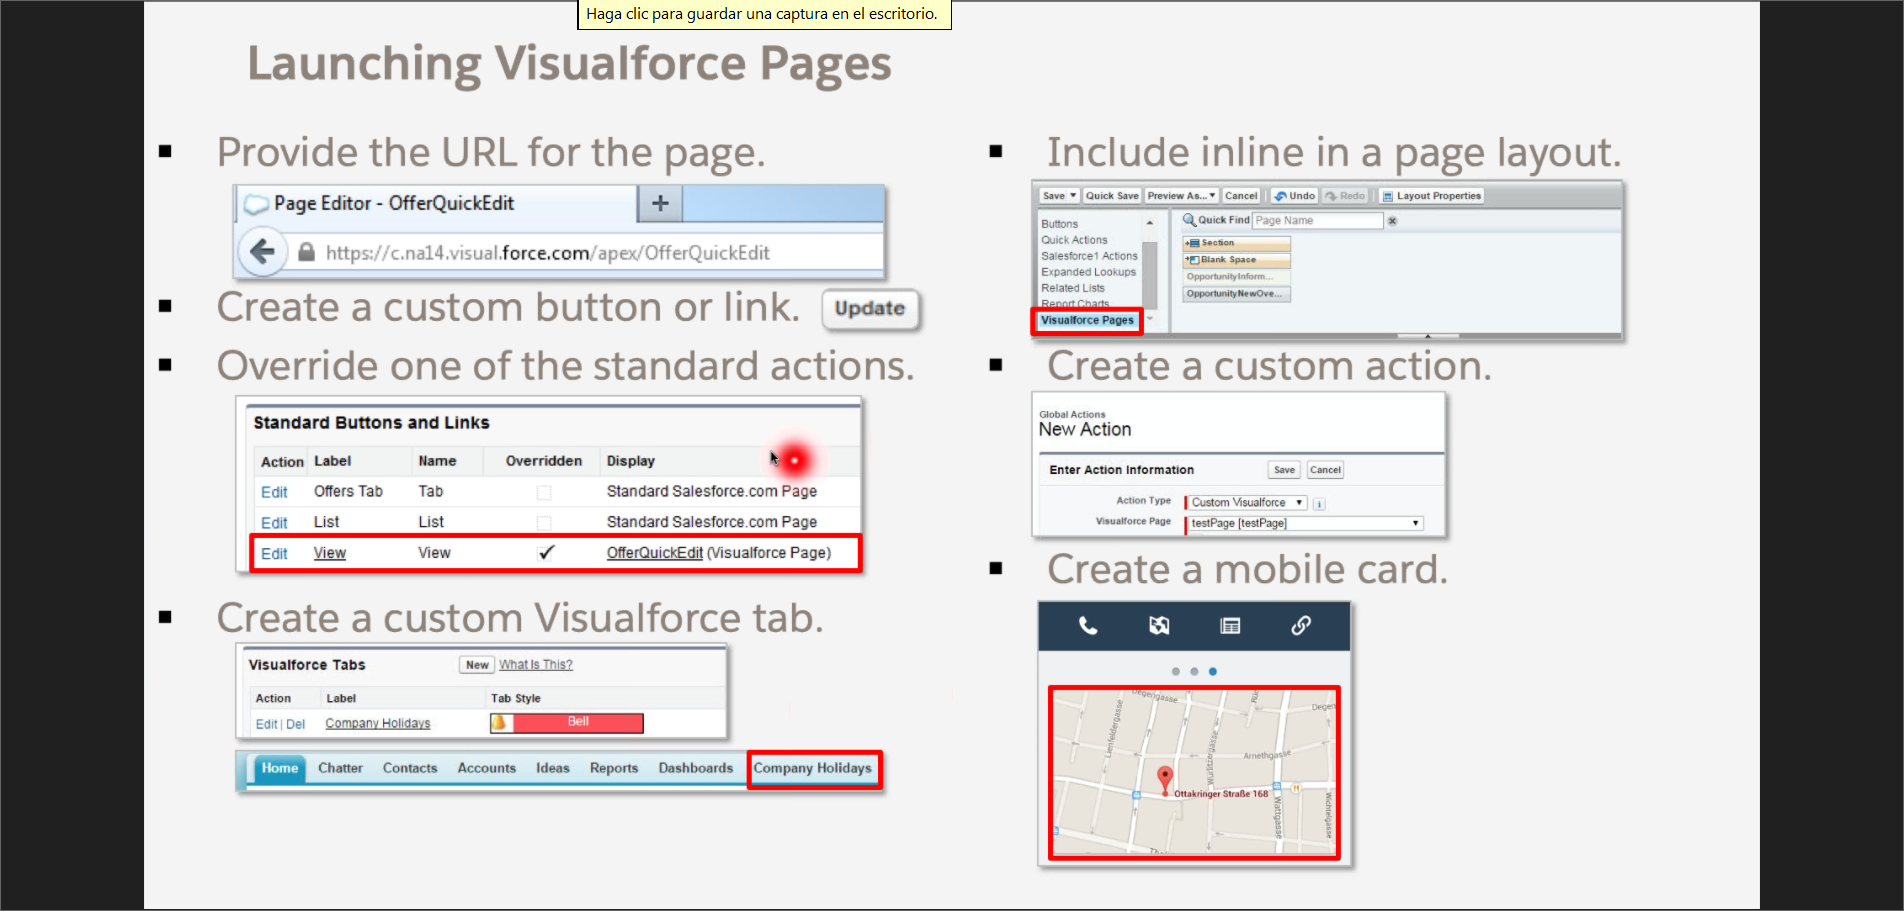 Haga clic para guardar una captura en el escritorio.
Launching Visualforce Pages
Provide the URL for the page.
Page Editor - OfferQuickEdit
https://c.na14.visual.force.com/apex/OfferQuickEdit
Create a custom button or link.
Update
Override one of the standard actions.
Standard Buttons and Links
Action Label Name Overridden Display
Edit Offers Tab Tab Standard Salesforce.com Page
Edit List List Standard Salesforce.com Page
Edit View View OfferQuickEdit (Visualforce Page)
Create a custom Visualforce tab.
Visualforce Tabs New What Is This?
Action Label Tab Style
Edit | Del Company Holidays Bell
Home Chatter Contacts Accounts Ideas Reports Dashboards Company Holidays
Include inline in a page layout.
Save Quick Save Preview As... Cancel Undo Redo Layout Properties
Buttons
Quick Actions
Salesforce1 Actions
Expanded Lookups
Related Lists
Report Charts
Visualforce Pages
Quick Find Page Name
Section
Blank Space
OpportunityInform...
OpportunityNewOve...
Create a custom action.
Global Actions
New Action
Enter Action Information Save Cancel
Action Type Custom Visualforce
Visualforce Page testPage [testPage]
Create a mobile card.
Degengasse
Degen
Lienfeldergasse
Wurlitzergasse
Arnethgasse
Ottakringer Straße 168
Wattgasse